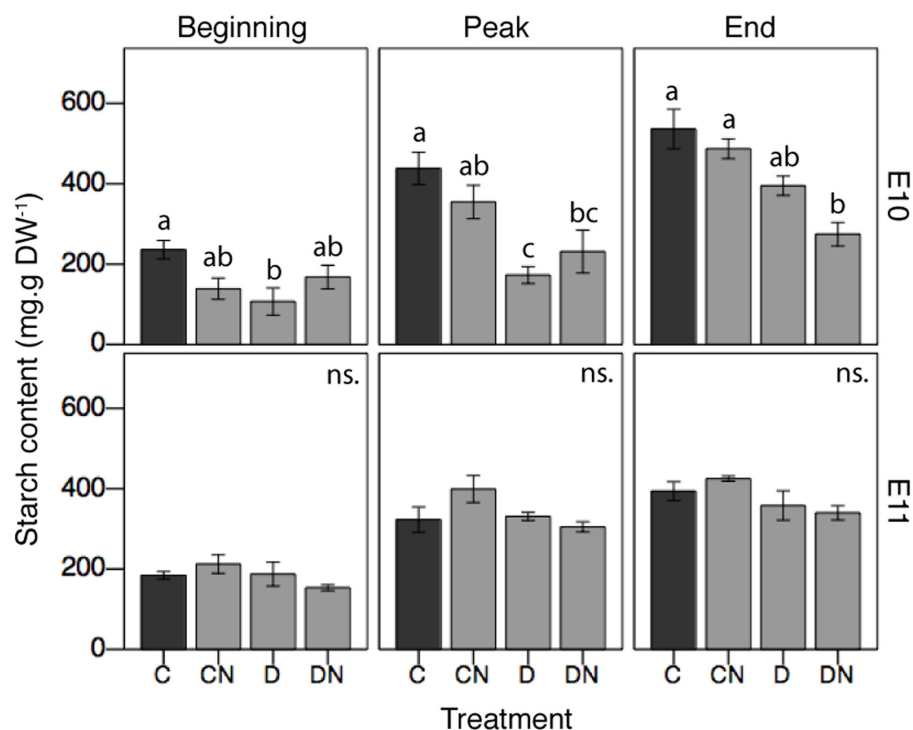 Beginning Peak End
Starch content (mg.g DW⁻¹)
600
400
200
0
a ab b ab
a ab c bc
a a ab b
E10
600
400
200
0
ns. ns. ns.
E11
C CN D DN C CN D DN C CN D DN
Treatment